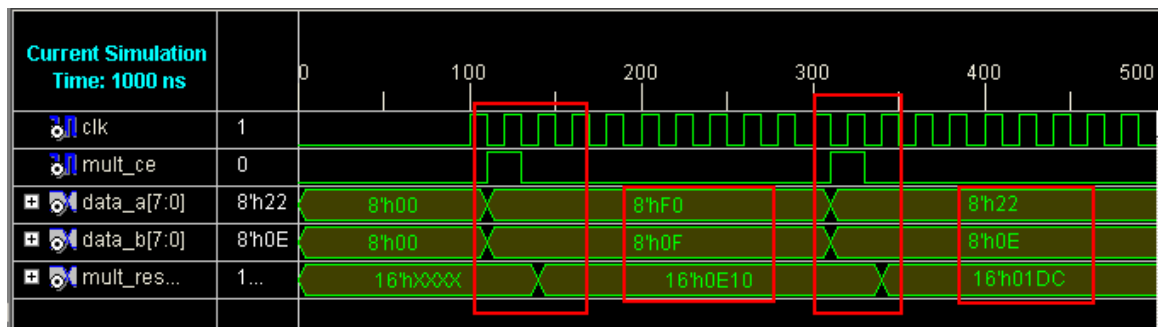 Current Simulation
Time: 1000 ns
0 100 200 300 400 500
clk 1
mult_ce 0
data_a[7:0] 8'h22 8'h00 8'hF0 8'h22
data_b[7:0] 8'h0E 8'h00 8'h0F 8'h0E
mult_res... 1... 16'hXXXX 16'h0E10 16'h01DC